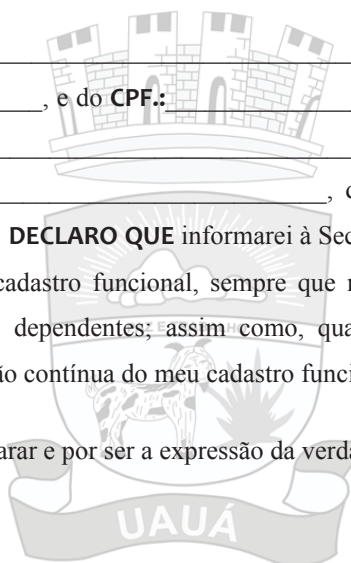 , e do CPF.:
, c
DECLARO QUE informarei à Sec
cadastro funcional, sempre que
dependentes; assim como, qua
ão contínua do meu cadastro funci
arar e por ser a expressão da verda
UAUÁ